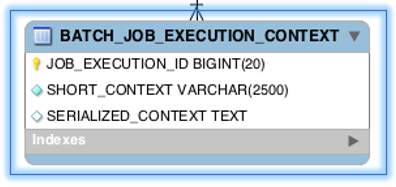 BATCH_JOB_EXECUTION_CONTEXT
JOB_EXECUTION_ID BIGINT(20)
SHORT_CONTEXT VARCHAR(2500)
SERIALIZED_CONTEXT TEXT
Indexes